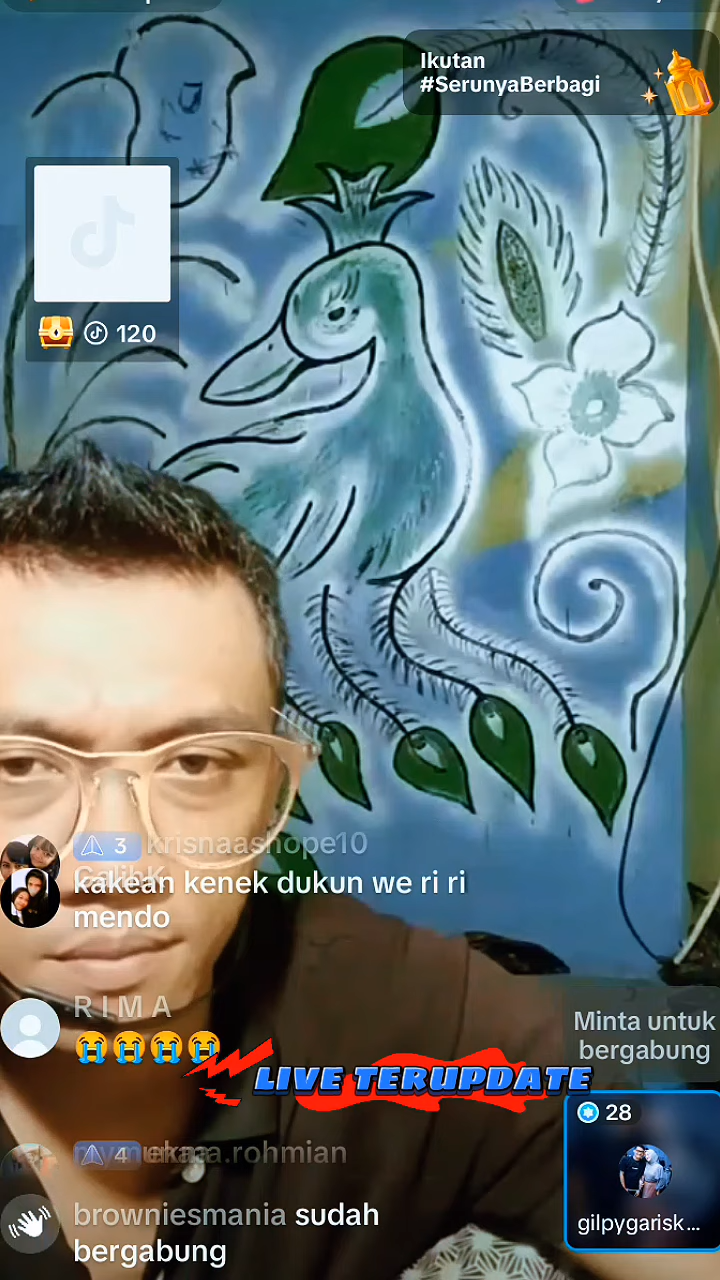 Ikutan
#SerunyaBerbagi
120
3 krisnaashope10
kakean kenek dukun we ri ri
mendo
R I M A
😭😭😭😭
LIVE TERUPDATE
Minta untuk
bergabung
28
gilpygarisk...
4
browniesmania sudah
bergabung